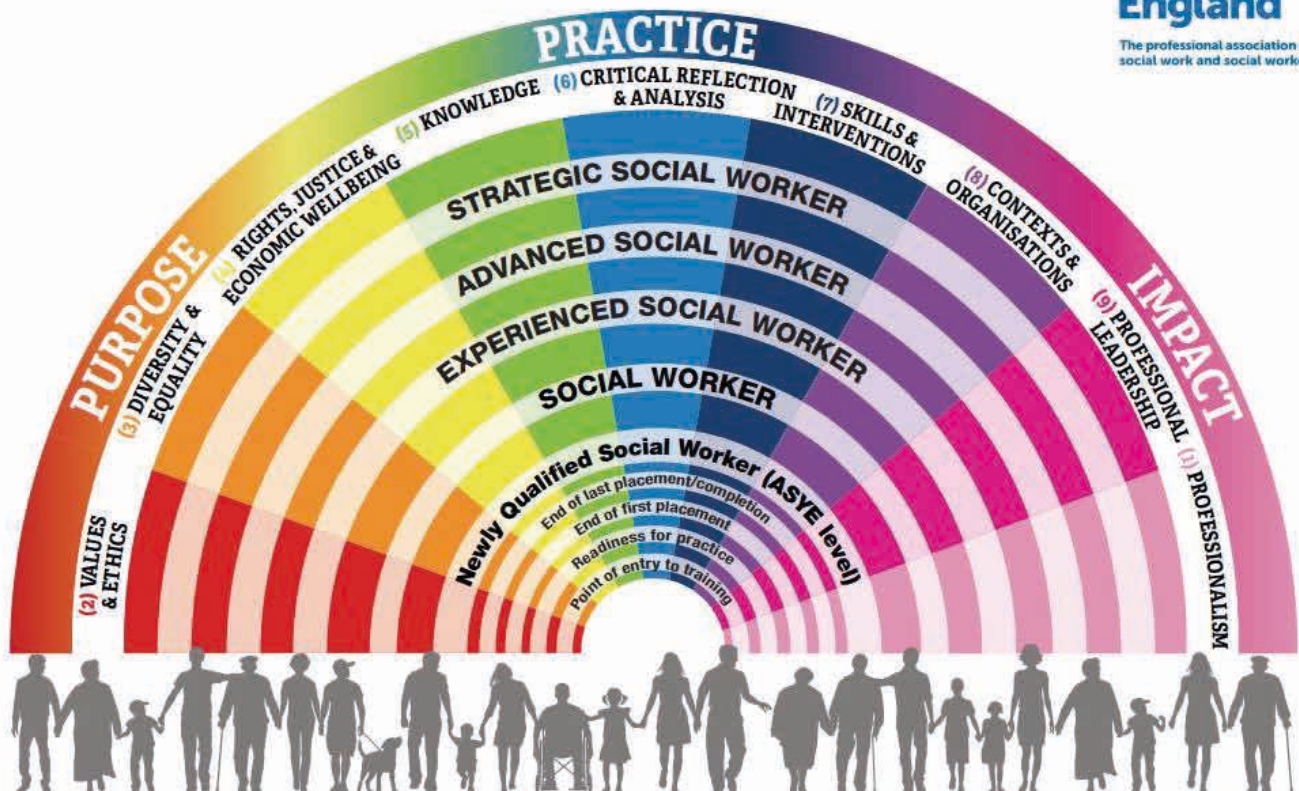 England
The professional association
social work and social worke
PURPOSE
PRACTICE
IMPACT
(2) VALUES
& ETHICS
(3) DIVERSITY &
EQUALITY
(4) RIGHTS, JUSTICE &
ECONOMIC WELLBEING
(5) KNOWLEDGE
(6) CRITICAL REFLECTION
& ANALYSIS
(7) SKILLS &
INTERVENTIONS
(8) CONTEXTS &
ORGANISATIONS
(9) PROFESSIONAL
LEADERSHIP
(1) PROFESSIONALISM
STRATEGIC SOCIAL WORKER
ADVANCED SOCIAL WORKER
EXPERIENCED SOCIAL WORKER
SOCIAL WORKER
Newly Qualified Social Worker (ASYE level)
End of last placement/completion
End of first placement
Readiness for practice
Point of entry to training